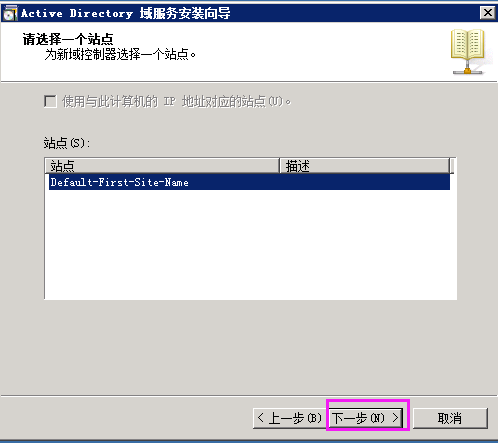 Active Directory 域服务安装向导
请选择一个站点
为新域控制器选择一个站点。
使用与此计算机的 IP 地址对应的站点(U)。
站点(S):
站点 描述
Default-First-Site-Name
< 上一步(B) 下一步(N) > 取消